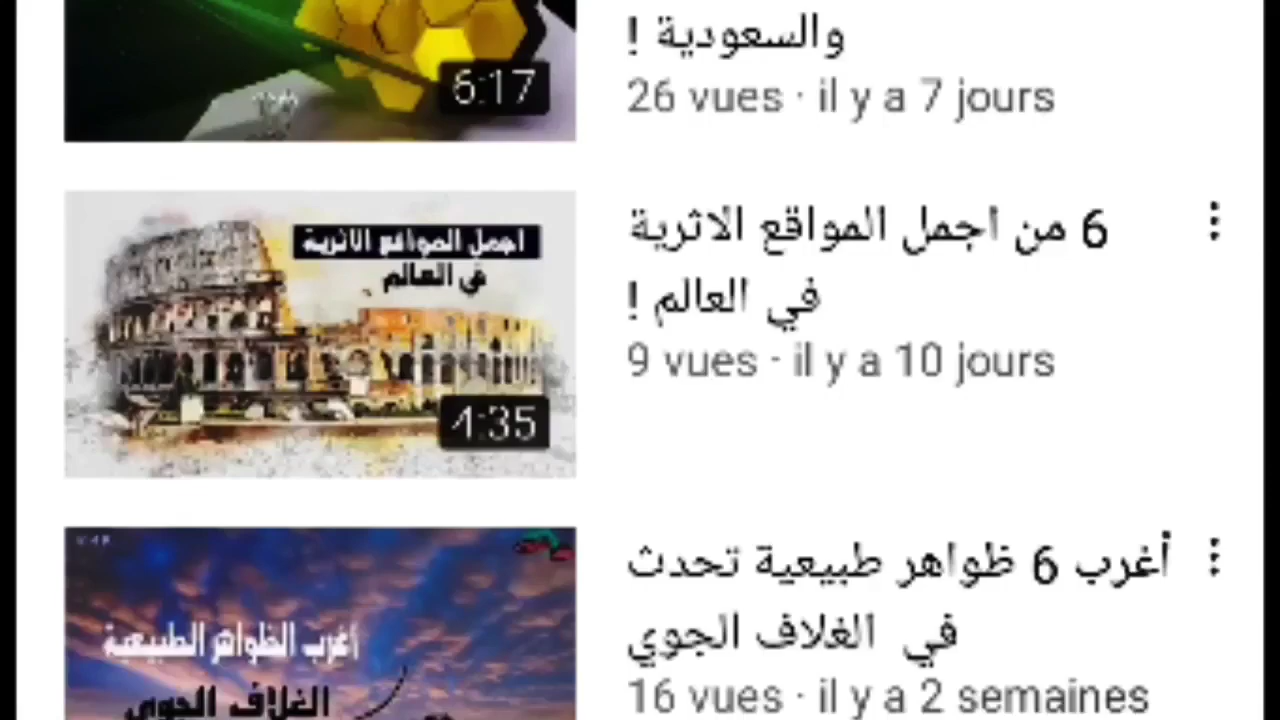 والسعودية !
26 vues · il y a 7 jours
6:17
6 من اجمل المواقع الاثرية
في العالم !
9 vues · il y a 10 jours
اجمل المواقع الاثرية
في العالم
4:35
أغرب 6 ظواهر طبيعية تحدث
في الغلاف الجوي
16 vues · il y a 2 semaines
أغرب الظواهر الطبيعية
الغلاف الجوي